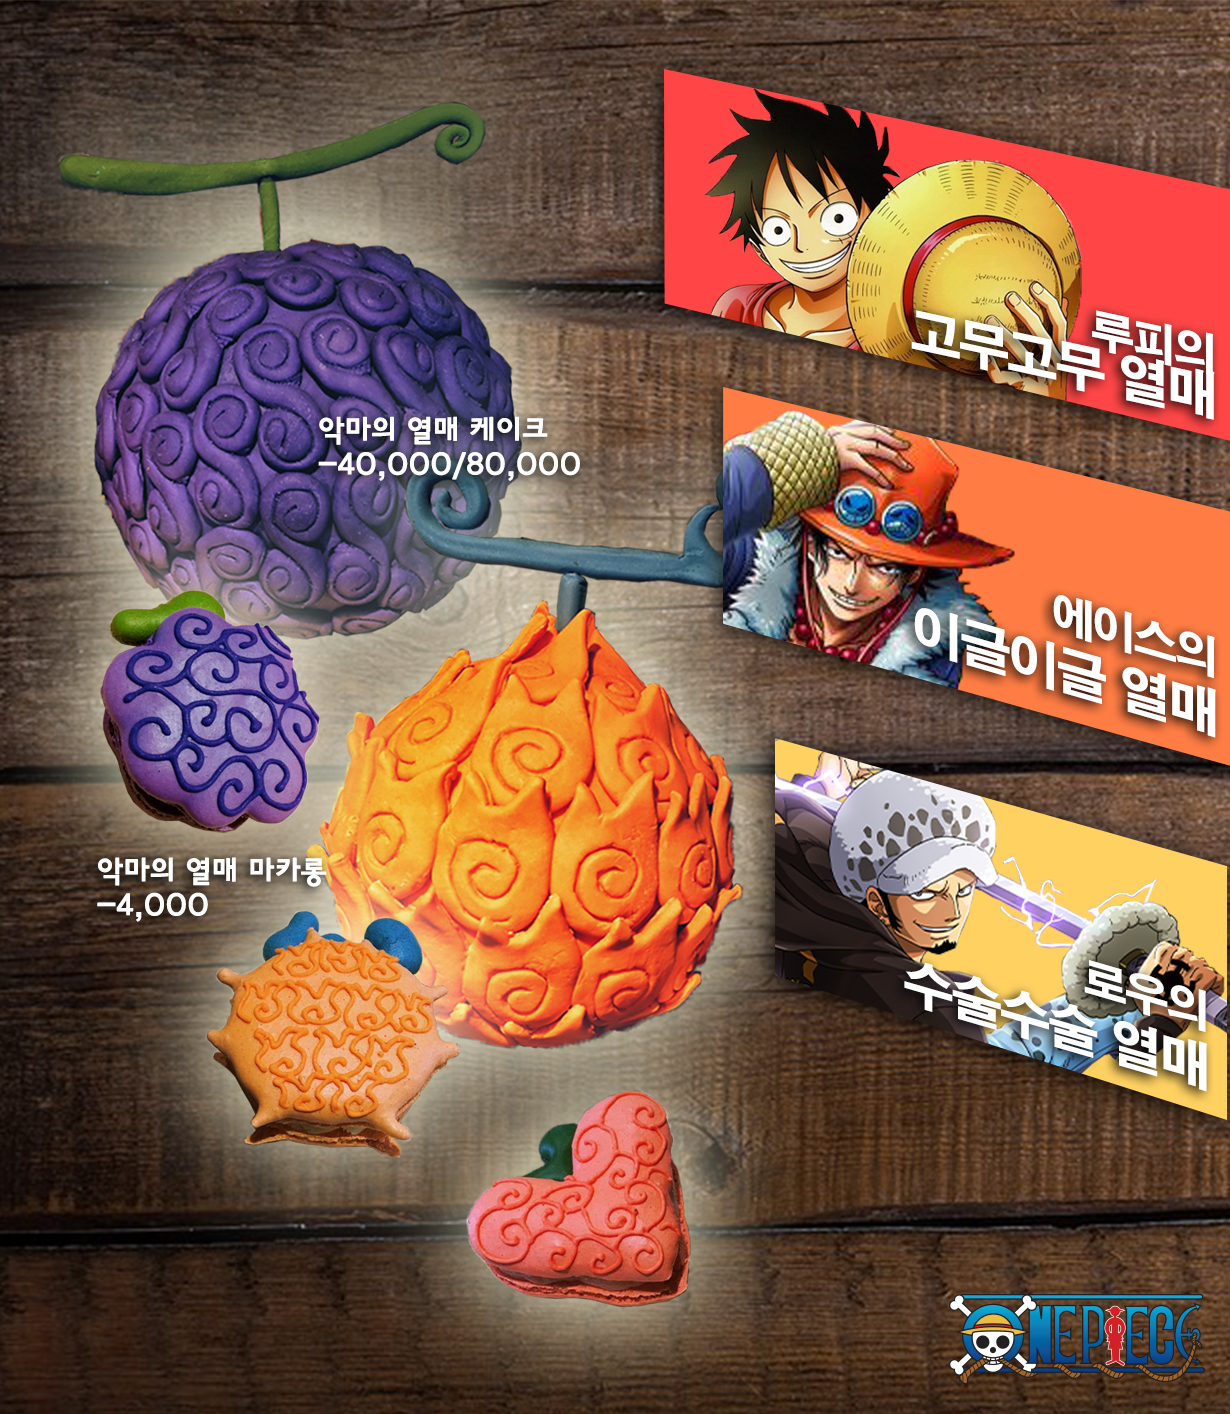 루피의
고무고무 열매
악마의 열매 케이크
–40,000/80,000
에이스의
이글이글 열매
악마의 열매 마카롱
–4,000
로우의
수술수술 열매
ONE PIECE